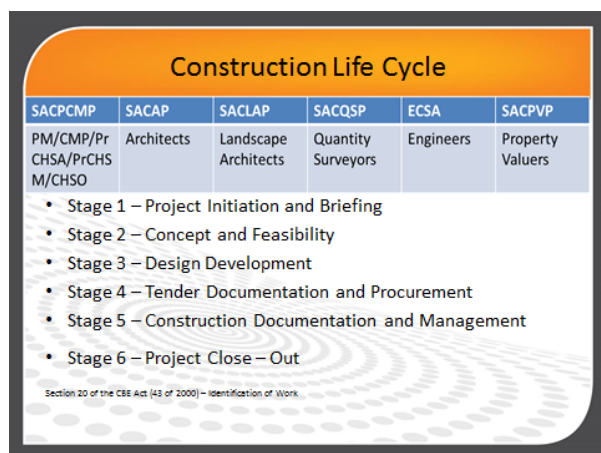 Construction Life Cycle
SACPCMP SACAP SACLAP SACQSP ECSA SACPVP
PM/CMP/Pr Architects Landscape Quantity Engineers Property
CHSA/PrCHS Architects Surveyors Valuers
M/CHSO
• Stage 1 – Project Initiation and Briefing
• Stage 2 – Concept and Feasibility
• Stage 3 – Design Development
• Stage 4 – Tender Documentation and Procurement
• Stage 5 – Construction Documentation and Management
• Stage 6 – Project Close – Out
Section 20 of the CBE Act (43 of 2000) – Identification of Work